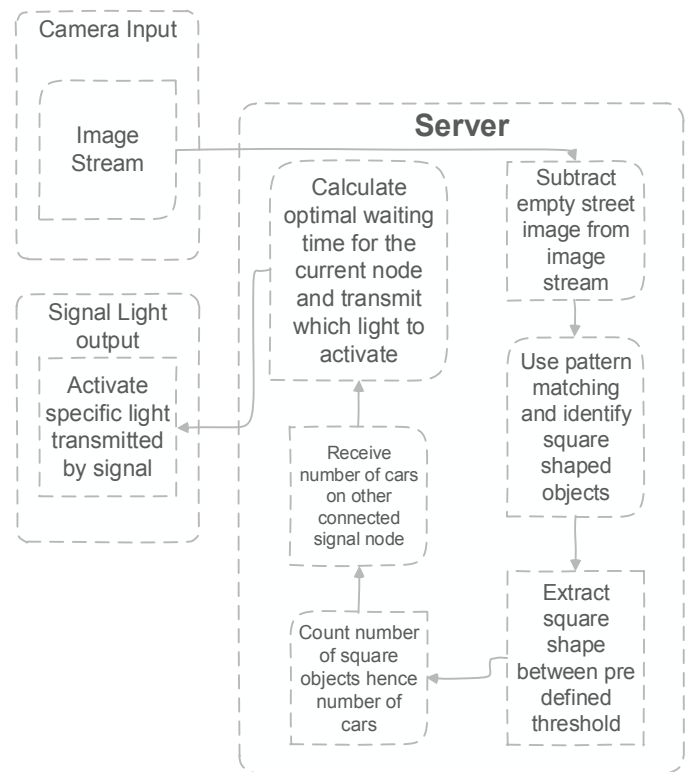 Camera Input
Image
Stream
Server
Subtract
empty street
image from
image
stream
Use pattern
matching
and identify
square
shaped
objects
Extract
square
shape
between pre
defined
threshold
Count number
of square
objects hence
number of
cars
Receive
number of cars
on other
connected
signal node
Calculate
optimal waiting
time for the
current node
and transmit
which light to
activate
Signal Light
output
Activate
specific light
transmitted
by signal